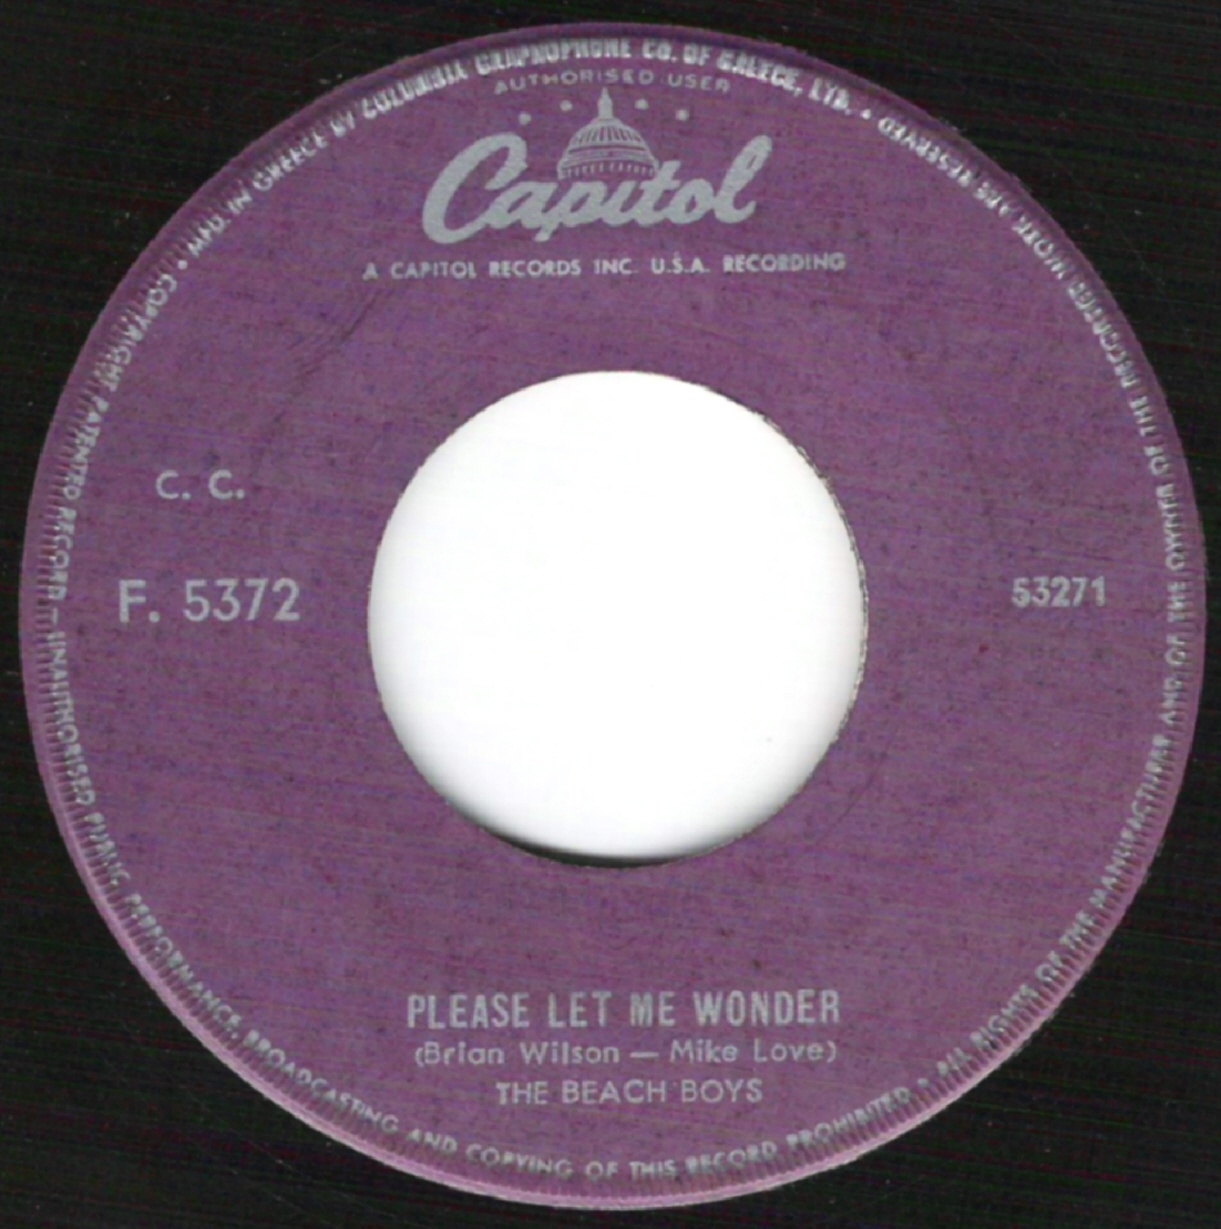 MFD. IN GREECE BY COLUMBIA GRAPHOPHONE CO. OF GREECE, LTD. • ALL RIGHTS OF THE MANUFACTURER AND OF THE OWNER OF THE RECORDED WORK ARE RESERVED •
AUTHORISED USER
Capitol
A CAPITOL RECORDS INC. U.S.A. RECORDING
C. C.
F. 5372
53271
PLEASE LET ME WONDER
(Brian Wilson — Mike Love)
THE BEACH BOYS
COPYRIGHT PATENTED RECORD — UNAUTHORISED PUBLIC PERFORMANCE, BROADCASTING AND COPYING OF THIS RECORD PROHIBITED •